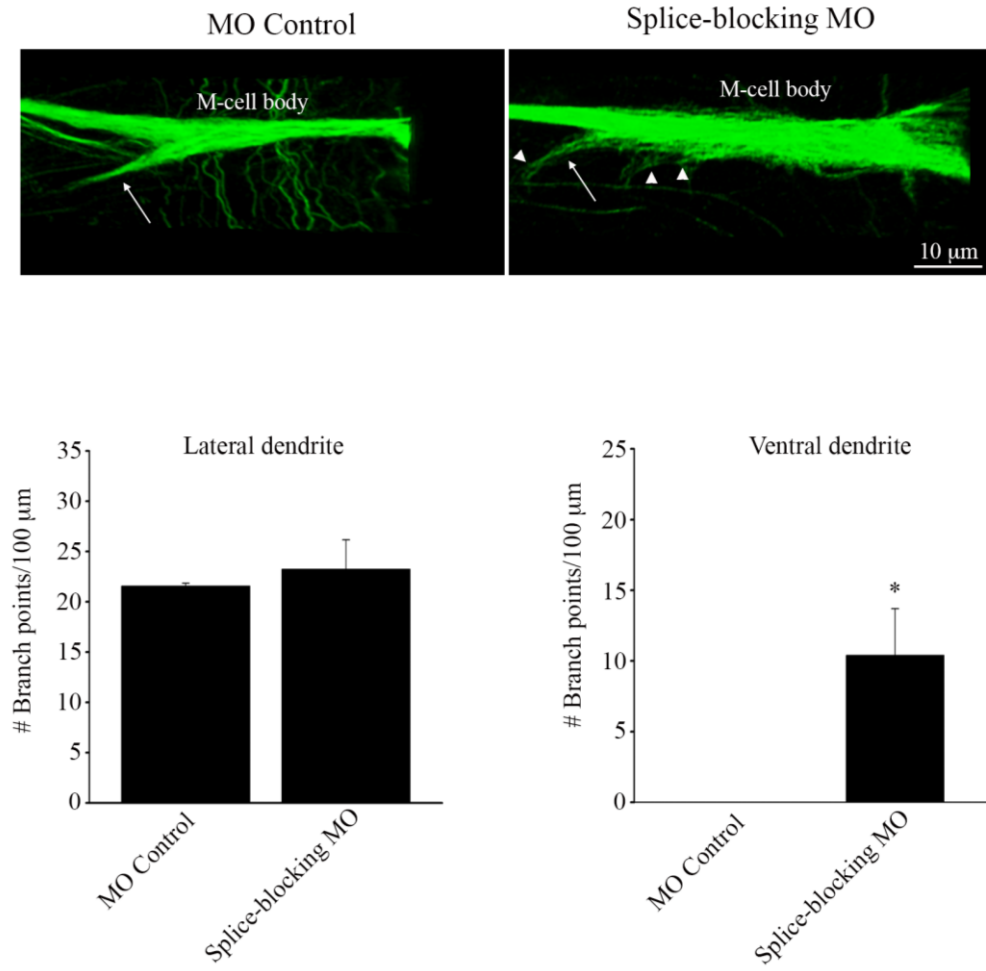 MO Control
Splice-blocking MO
M-cell body
M-cell body
10 μm
Lateral dendrite
# Branch points/100 μm
35
30
25
20
15
10
5
0
MO Control
Splice-blocking MO
Ventral dendrite
# Branch points/100 μm
25
20
15
10
5
0
*
MO Control
Splice-blocking MO